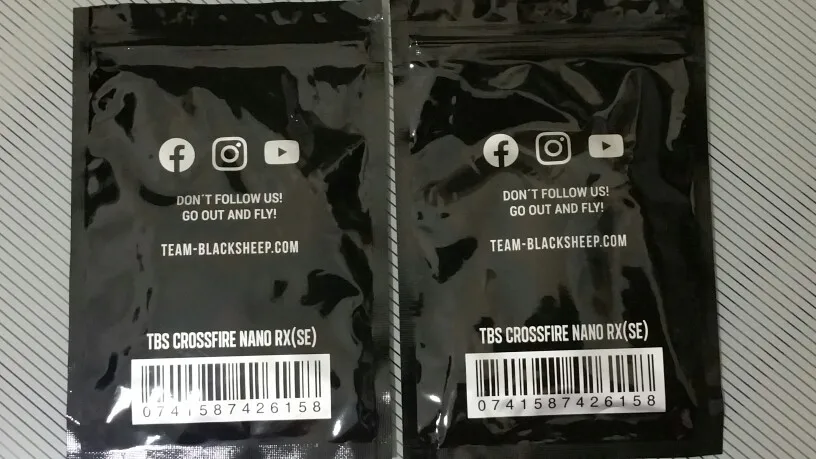 DON'T FOLLOW US!
GO OUT AND FLY!
TEAM-BLACKSHEEP.COM
TBS CROSSFIRE NANO RX(SE)
0741587426158
DON'T FOLLOW US!
GO OUT AND FLY!
TEAM-BLACKSHEEP.COM
TBS CROSSFIRE NANO RX(SE)
0741587426158